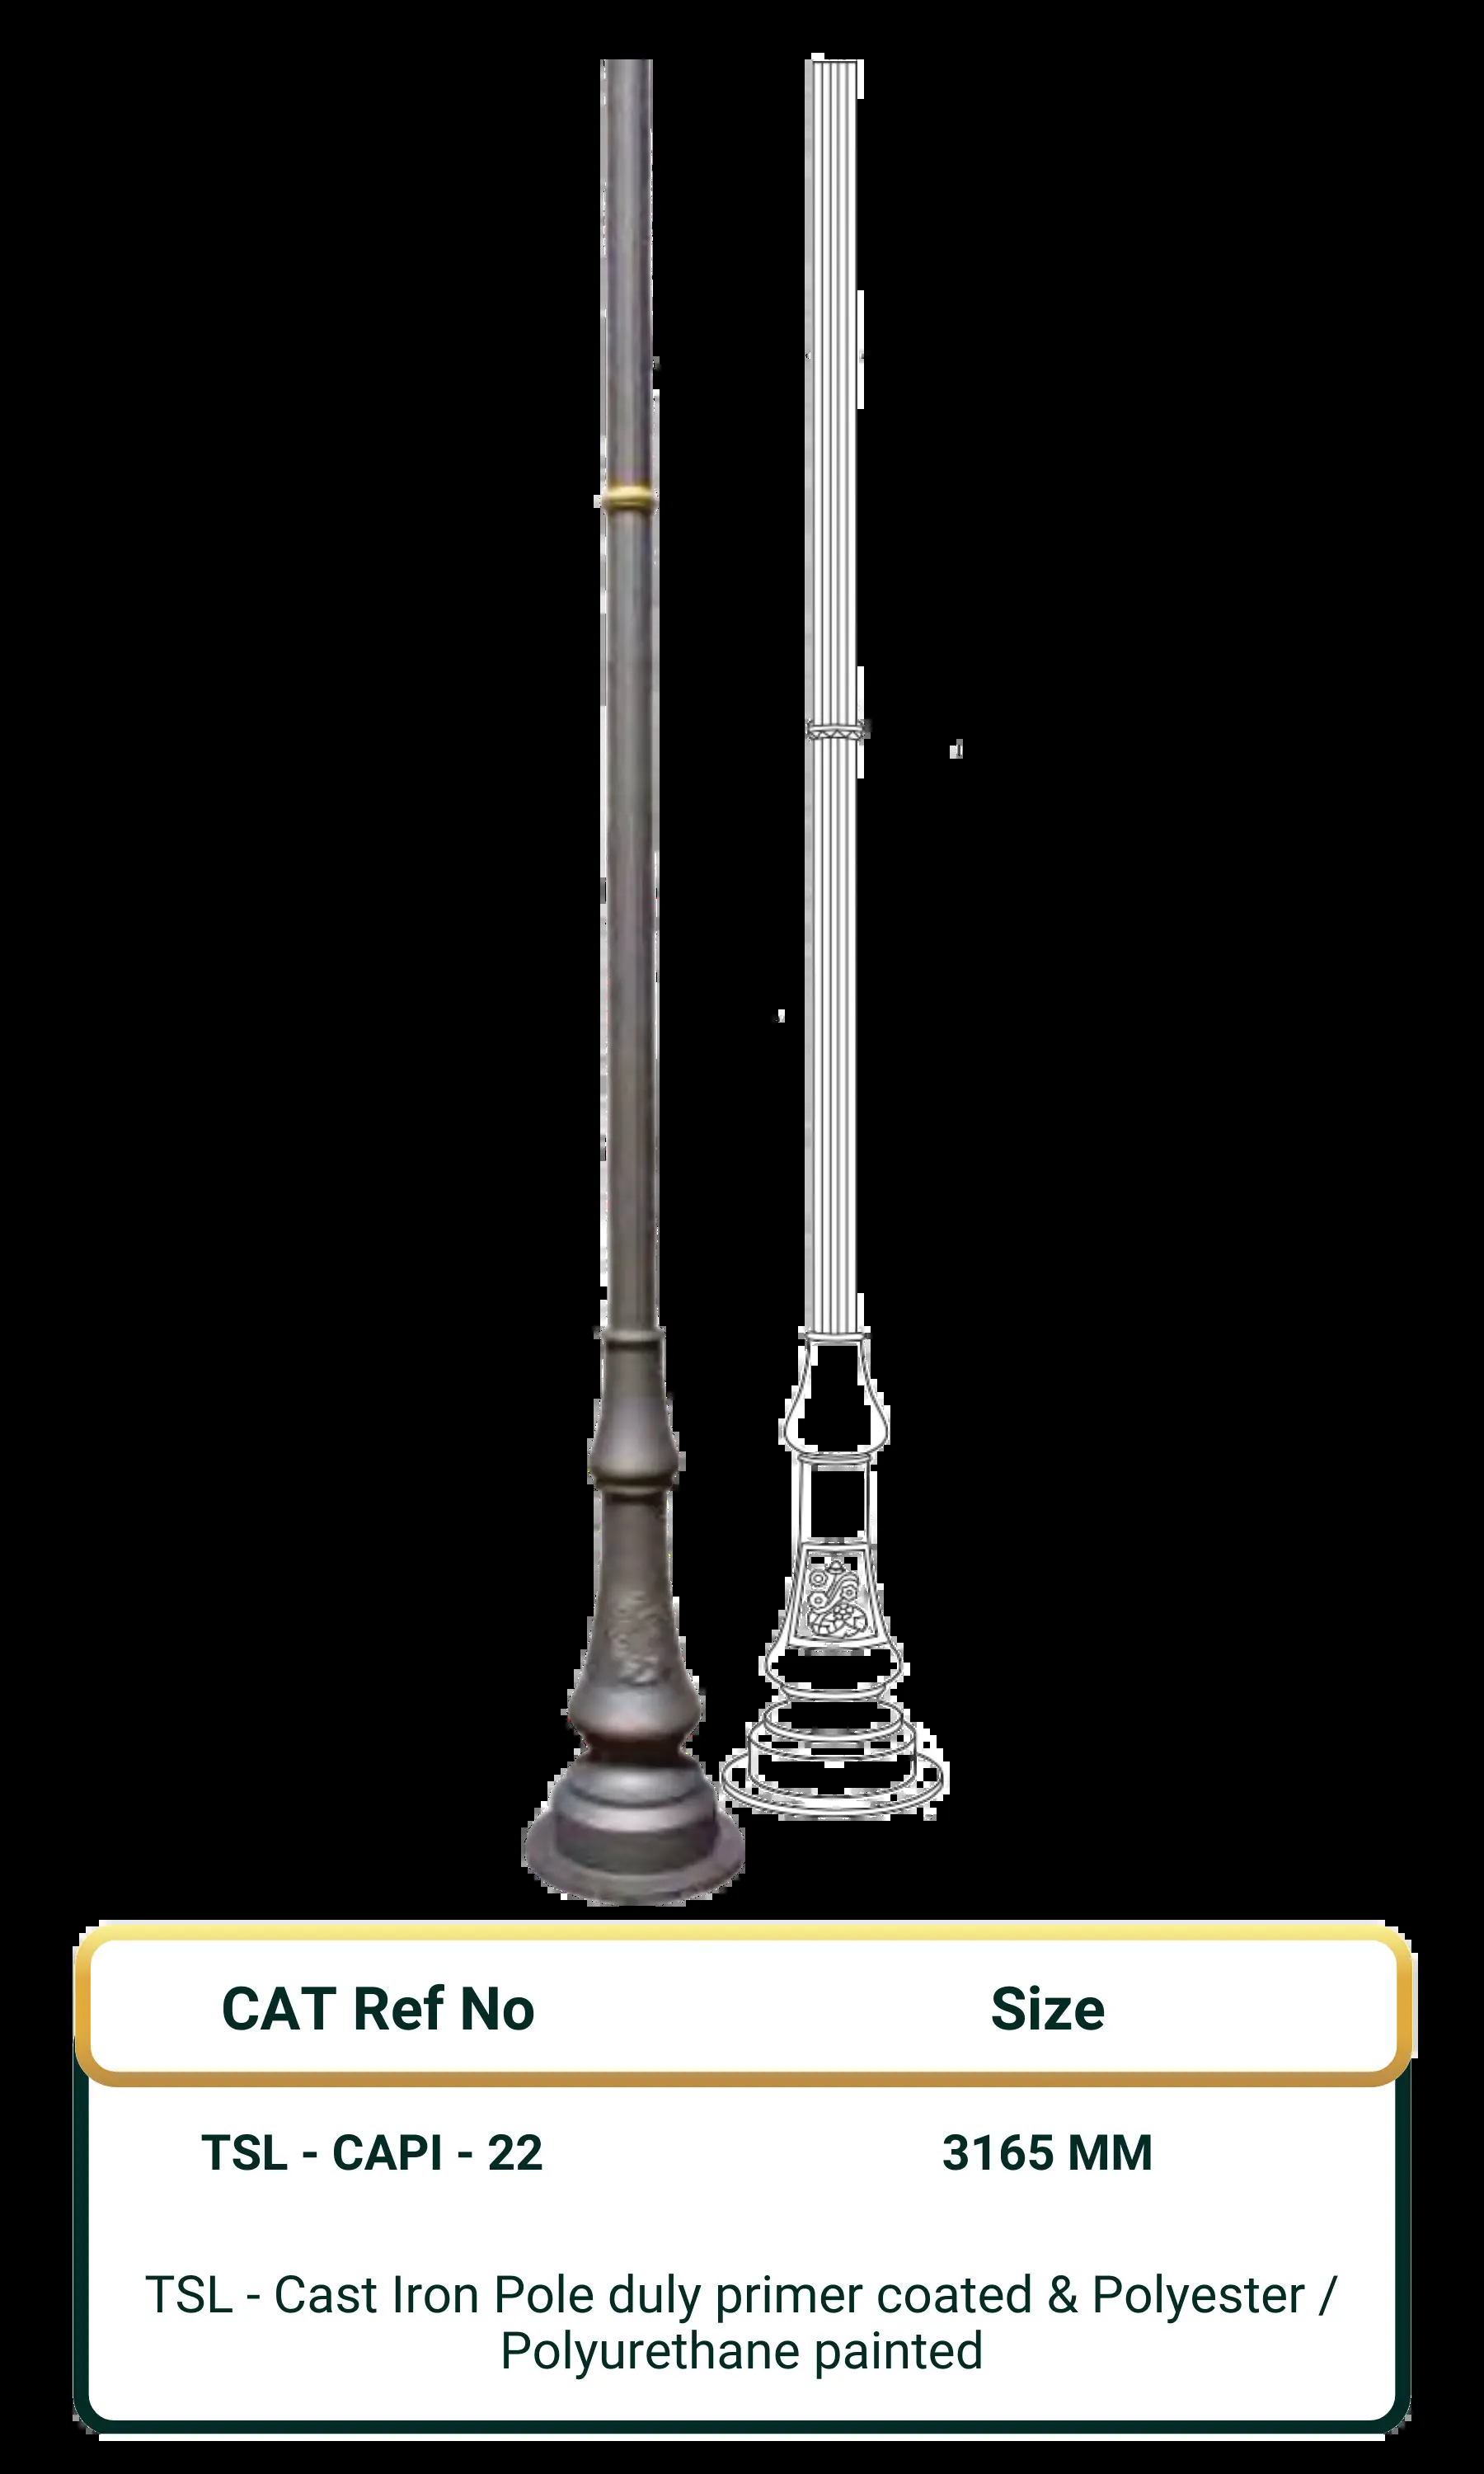 CAT Ref No Size
TSL - CAPI - 22 3165 MM
TSL - Cast Iron Pole duly primer coated & Polyester /
Polyurethane painted